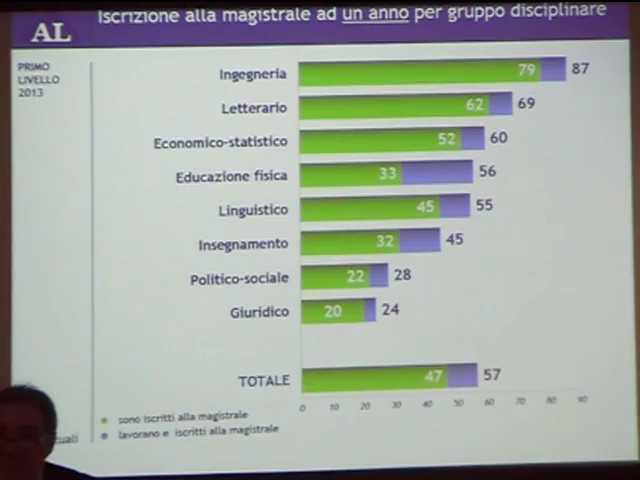 Iscrizione alla magistrale ad un anno per gruppo disciplinare
AL
PRIMO
LIVELLO
2013
Ingegneria 79 87
Letterario 62 69
Economico-statistico 52 60
Educazione fisica 33 56
Linguistico 45 55
Insegnamento 32 45
Politico-sociale 22 28
Giuridico 20 24
TOTALE 47 57
0 10 20 30 40 50 60 70 80 90
sono iscritti alla magistrale
lavorano e iscritti alla magistrale